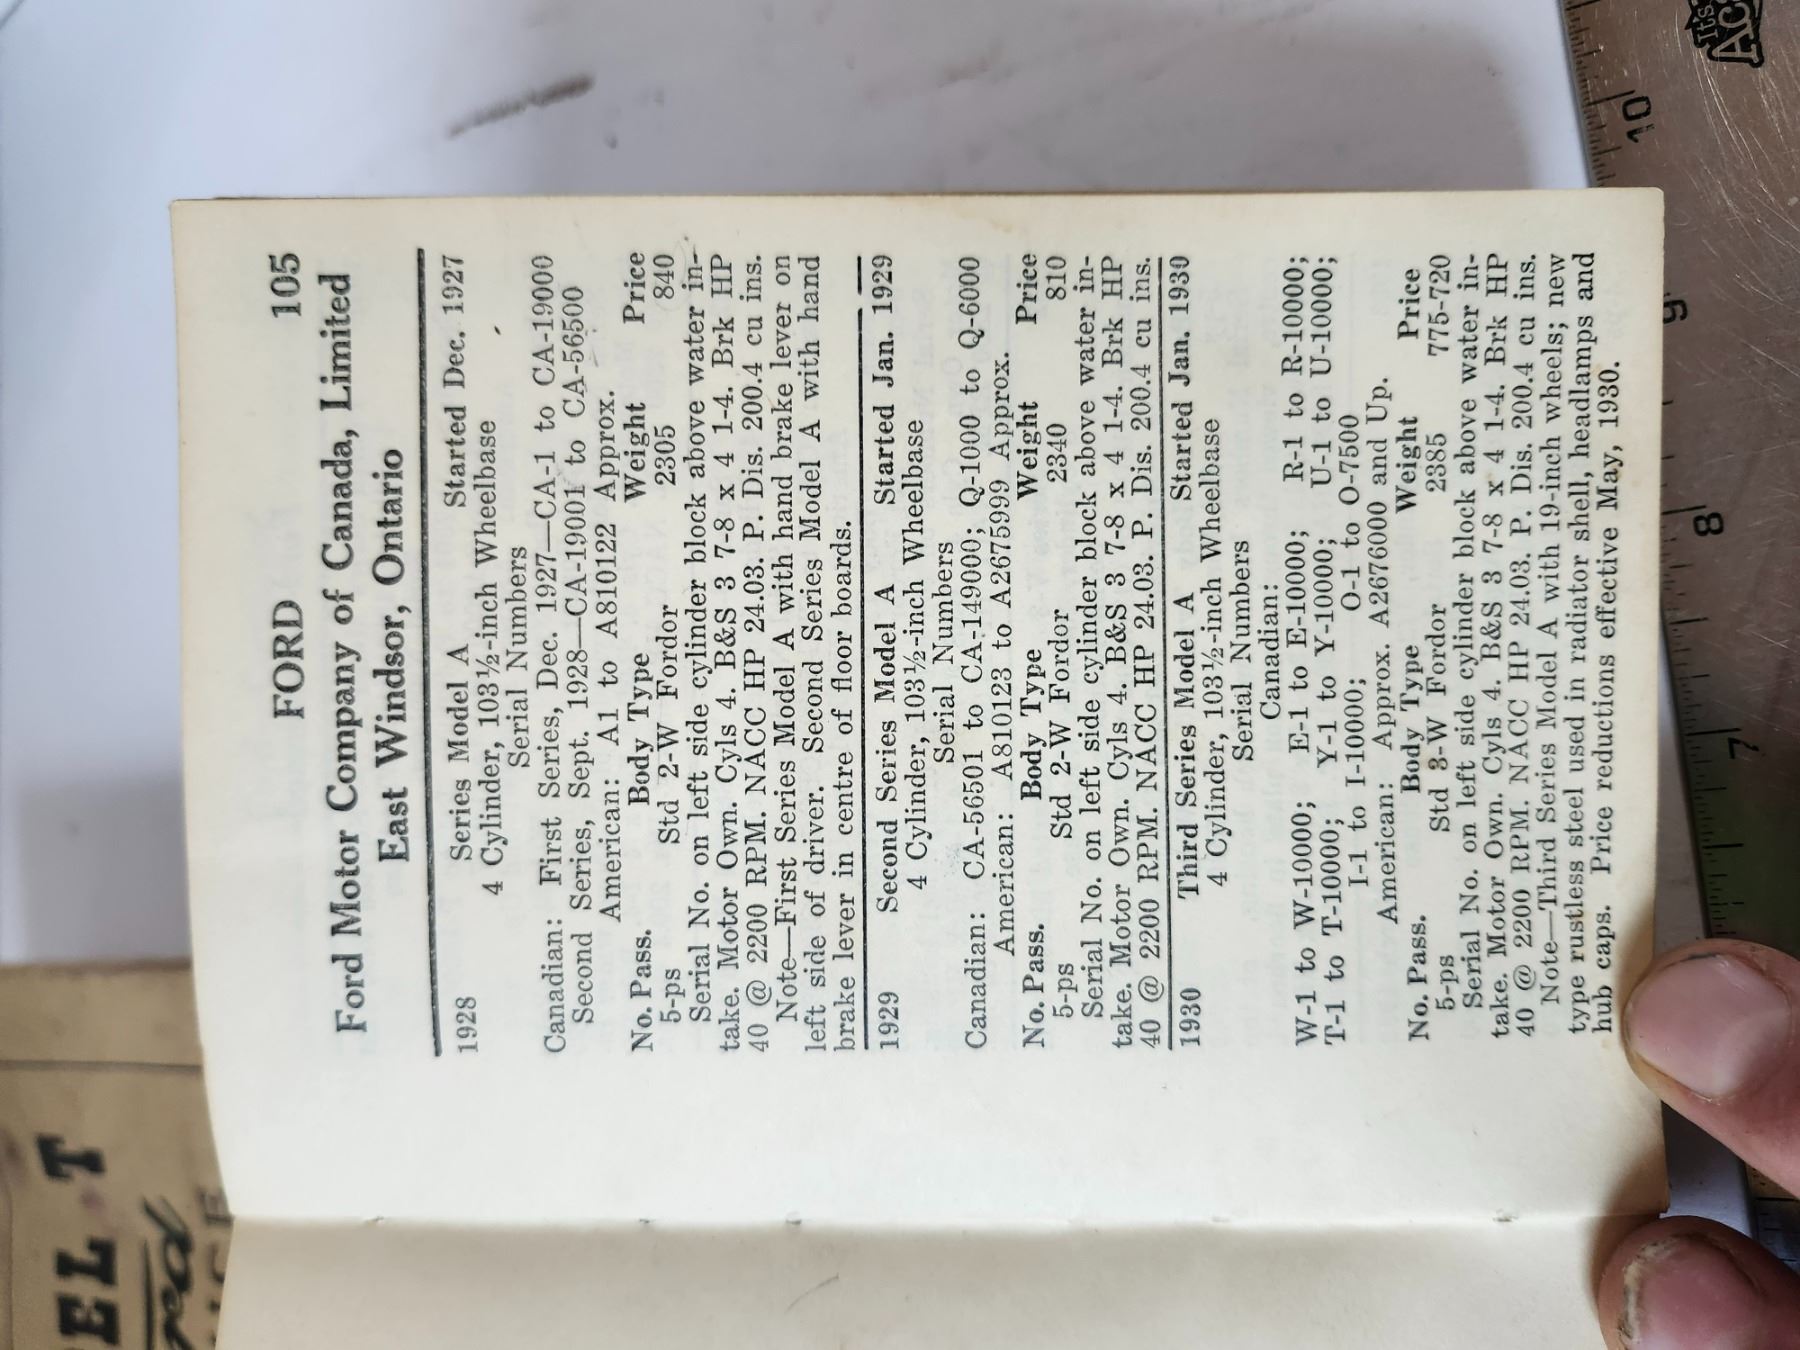 FORD 105
Ford Motor Company of Canada, Limited
East Windsor, Ontario
1928 Series Model A Started Dec. 1927
4 Cylinder, 103½-inch Wheelbase
Serial Numbers
Canadian: First Series, Dec. 1927—CA-1 to CA-19000
Second Series, Sept. 1928—CA-19001 to CA-56500
American: A1 to A810122 Approx.
No. Pass. Body Type Weight Price
5-ps Std 2-W Fordor 2305 840
Serial No. on left side cylinder block above water in-
take. Motor Own. Cyls 4. B&S 3 7-8 x 4 1-4. Brk HP
40 @ 2200 RPM. NACC HP 24.03. P. Dis. 200.4 cu ins.
Note—First Series Model A with hand brake lever on
left side of driver. Second Series Model A with hand
brake lever in centre of floor boards.
1929 Second Series Model A Started Jan. 1929
4 Cylinder, 103½-inch Wheelbase
Serial Numbers
Canadian: CA-56501 to CA-149000; Q-1000 to Q-6000
American: A810123 to A2675999 Approx.
No. Pass. Body Type Weight Price
5-ps Std 2-W Fordor 2340 810
Serial No. on left side cylinder block above water in-
take. Motor Own. Cyls 4. B&S 3 7-8 x 4 1-4. Brk HP
40 @ 2200 RPM. NACC HP 24.03. P. Dis. 200.4 cu ins.
1930 Third Series Model A Started Jan. 1930
4 Cylinder, 103½-inch Wheelbase
Serial Numbers
Canadian:
W-1 to W-10000; E-1 to E-10000; R-1 to R-10000;
T-1 to T-10000; Y-1 to Y-10000; U-1 to U-10000;
I-1 to I-10000; O-1 to O-7500
American: Approx. A2676000 and Up.
No. Pass. Body Type Weight Price
5-ps Std 3-W Fordor 2385 775-720
Serial No. on left side cylinder block above water in-
take. Motor Own. Cyls 4. B&S 3 7-8 x 4 1-4. Brk HP
40 @ 2200 RPM. NACC HP 24.03. P. Dis. 200.4 cu ins.
Note—Third Series Model A with 19-inch wheels; new
type rustless steel used in radiator shell, headlamps and
hub caps. Price reductions effective May, 1930.
7 8 9 10
It's